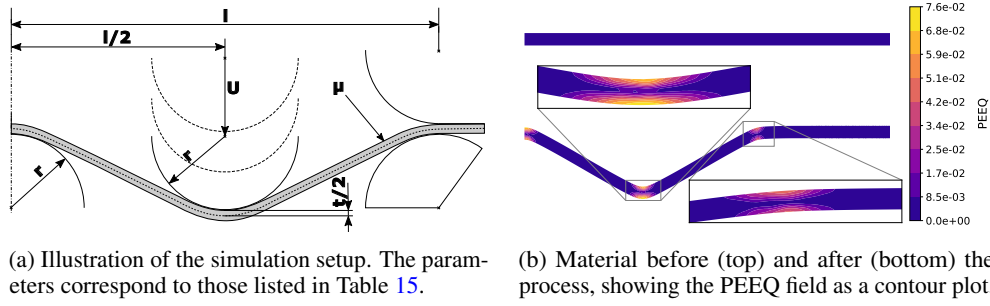 l
l/2
U
μ
r
r
t/2
7.6e-02
6.8e-02
5.9e-02
5.1e-02
4.2e-02
3.4e-02
2.5e-02
1.7e-02
8.5e-03
0.0e+00
PEEQ
(a) Illustration of the simulation setup. The param-
eters correspond to those listed in Table 15.
(b) Material before (top) and after (bottom) the
process, showing the PEEQ field as a contour plot